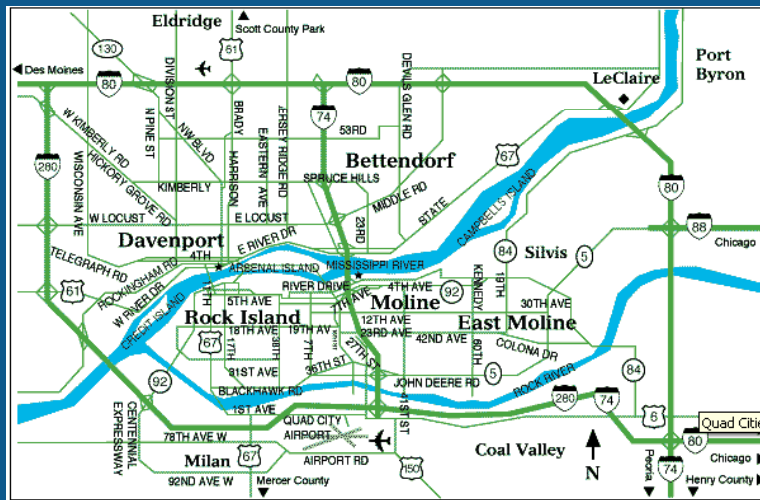 Eldridge
Scott County Park
61
130
Des Moines
80
DIVISION ST
N PINE ST
NW BLVD
BRADY
HARRISON
EASTERN AVE
JERSEY RIDGE RD
74
80
DEVILS GLEN RD
LeClaire
Port
Byron
53RD
W KIMBERLY RD
HICKORY GROVE RD
WISCONSIN AVE
280
KIMBERLY
Bettendorf
SPRUCE HILLS
MIDDLE RD
67
STATE
CAMPBELLS ISLAND
80
W LOCUST
E LOCUST
23RD
88
Chicago
Davenport
4TH
E RIVER DR
TELEGRAPH RD
ROCKINGHAM RD
W RIVER DR
CREDIT ISLAND
61
ARSENAL ISLAND
MISSISSIPPI RIVER
RIVER DRIVE
84
Silvis
5
5TH AVE
7TH AVE
4TH AVE
92
KENNEDY
19TH
30TH AVE
Rock Island
Moline
East Moline
18TH AVE
19TH AV
12TH AVE
23RD AVE
42ND AVE
60TH
COLONA DR
67
17TH
38TH
77TH
27TH ST
36TH ST
31ST AVE
92
BLACKHAWK RD
JOHN DEERE RD
5
ROCK RIVER
84
1ST AVE
41ST ST
280
74
6
CENTENNIAL
EXPRESSWAY
QUAD CITY
AIRPORT
78TH AVE W
Milan
67
AIRPORT RD
150
Coal Valley
N
92ND AVE W
Mercer County
Quad Citie
80
Chicago
Peoria
74
Henry County